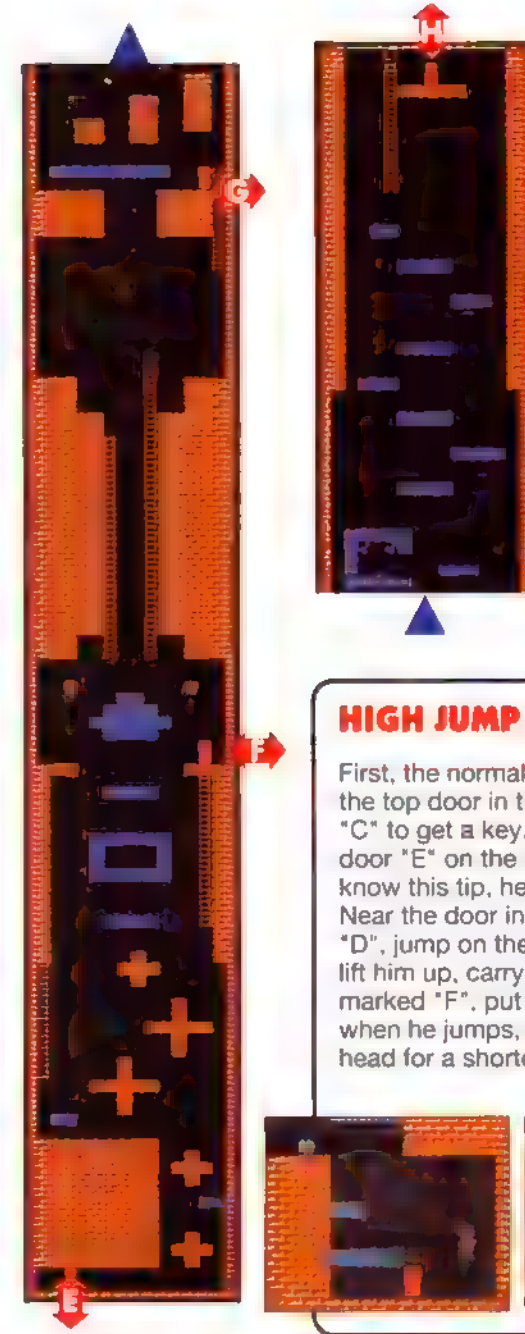 H
G
F
E
HIGH JUMP
First, the normal
the top door in t
"C" to get a key.
door "E" on the
know this tip, he
Near the door in
"D", jump on the
lift him up, carry
marked "F", put
when he jumps,
head for a shorte